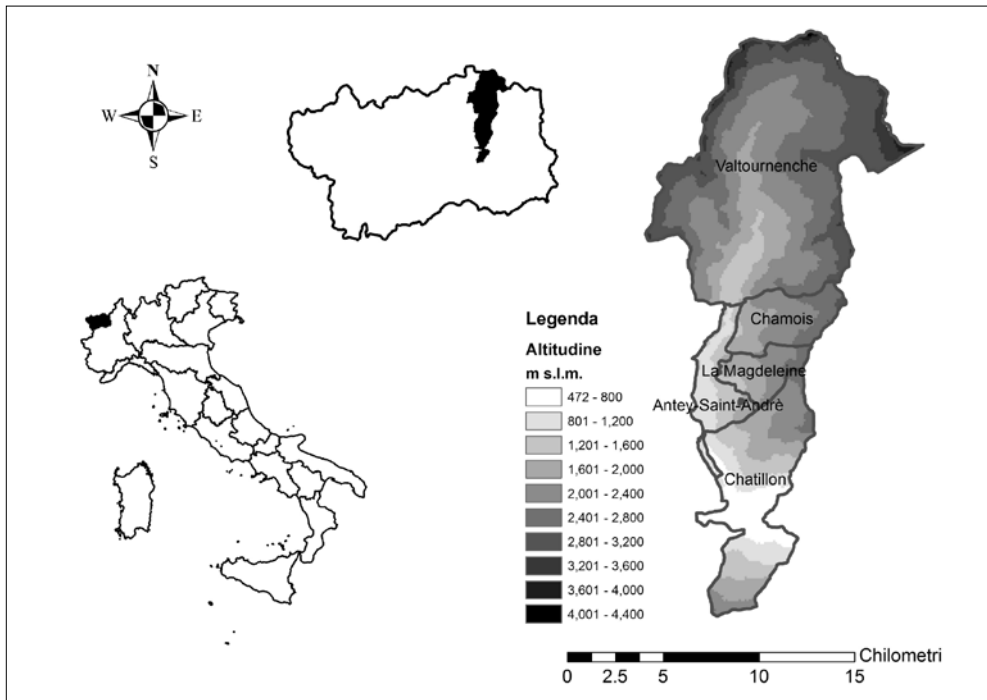 N
W E
S
Valtournenche
Chamois
La Magdeleine
Antey-Saint-Andrè
Chatillon
Legenda
Altitudine
m s.l.m.
472 - 800
801 - 1,200
1,201 - 1,600
1,601 - 2,000
2,001 - 2,400
2,401 - 2,800
2,801 - 3,200
3,201 - 3,600
3,601 - 4,000
4,001 - 4,400
Chilometri
0 2.5 5 10 15